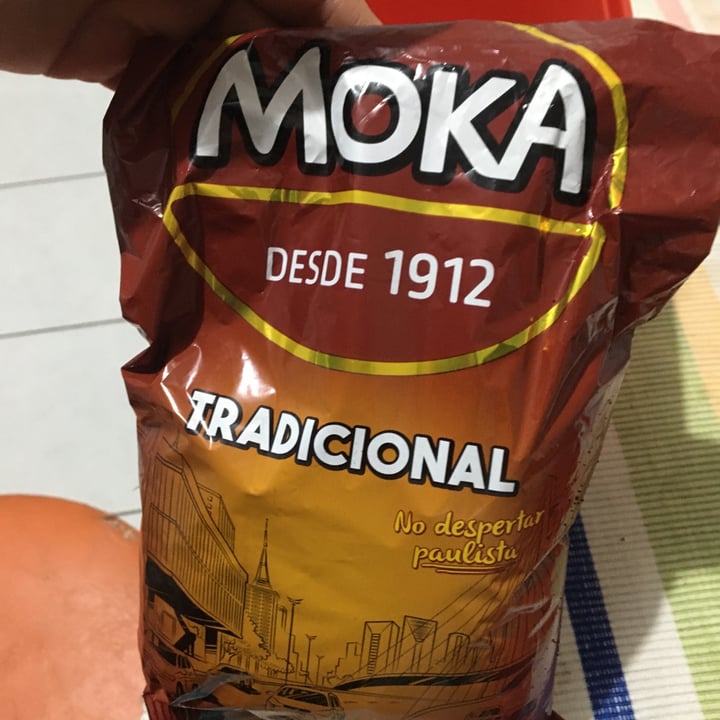 MOKA
DESDE 1912
TRADICIONAL
No despertar
paulista